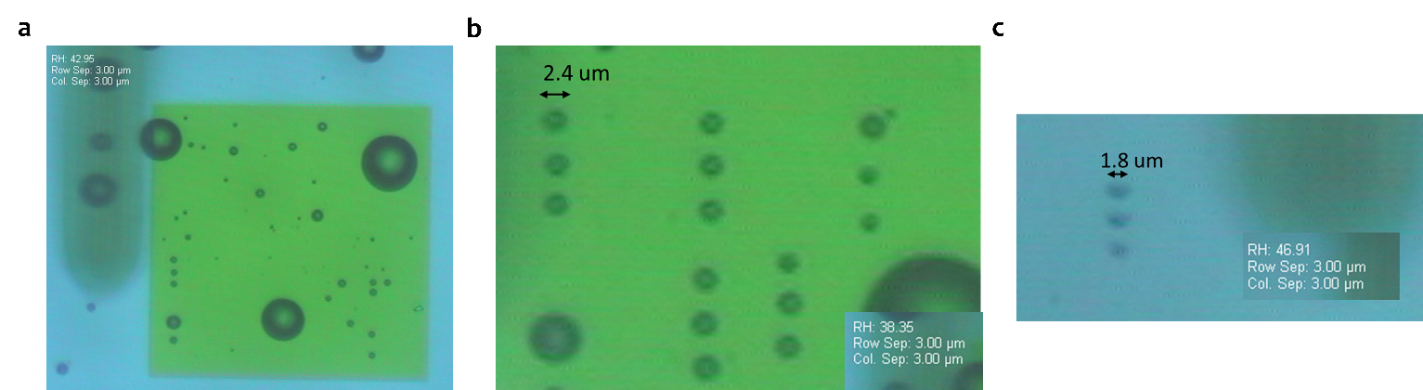 a
RH: 42.95
Row Sep: 3.00 µm
Col. Sep: 3.00 µm
b
2.4 um
RH: 38.35
Row Sep: 3.00 µm
Col. Sep: 3.00 µm
c
1.8 um
RH: 46.91
Row Sep: 3.00 µm
Col. Sep: 3.00 µm